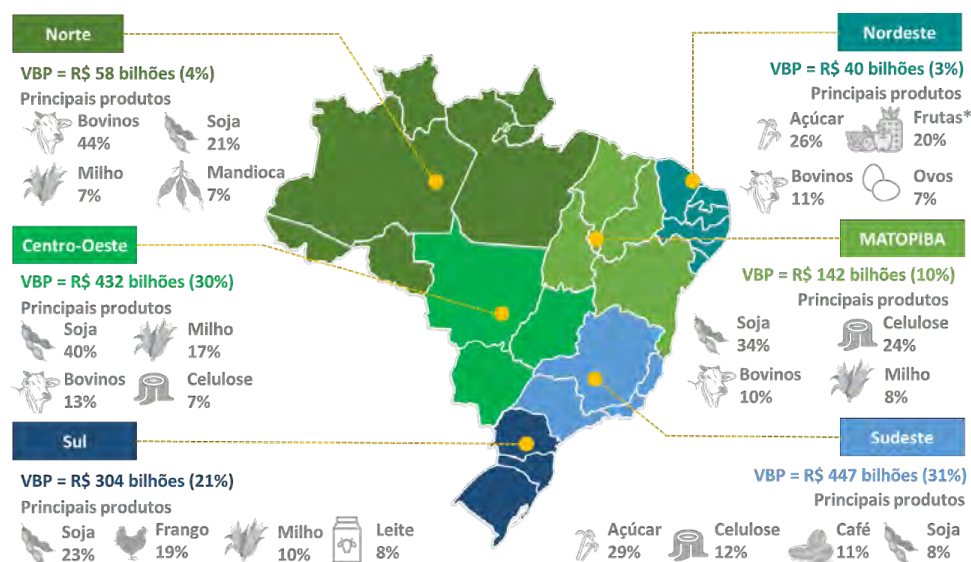 Norte
VBP = R$ 58 bilhões (4%)
Principais produtos
Bovinos
44%
Soja
21%
Milho
7%
Mandioca
7%
Nordeste
VBP = R$ 40 bilhões (3%)
Principais produtos
Açúcar
26%
Frutas*
20%
Bovinos
11%
Ovos
7%
Centro-Oeste
VBP = R$ 432 bilhões (30%)
Principais produtos
Soja
40%
Milho
17%
Bovinos
13%
Celulose
7%
MATOPIBA
VBP = R$ 142 bilhões (10%)
Principais produtos
Soja
34%
Celulose
24%
Bovinos
10%
Milho
8%
Sul
VBP = R$ 304 bilhões (21%)
Principais produtos
Soja
23%
Frango
19%
Milho
10%
Leite
8%
Sudeste
VBP = R$ 447 bilhões (31%)
Principais produtos
Açúcar
29%
Celulose
12%
Café
11%
Soja
8%